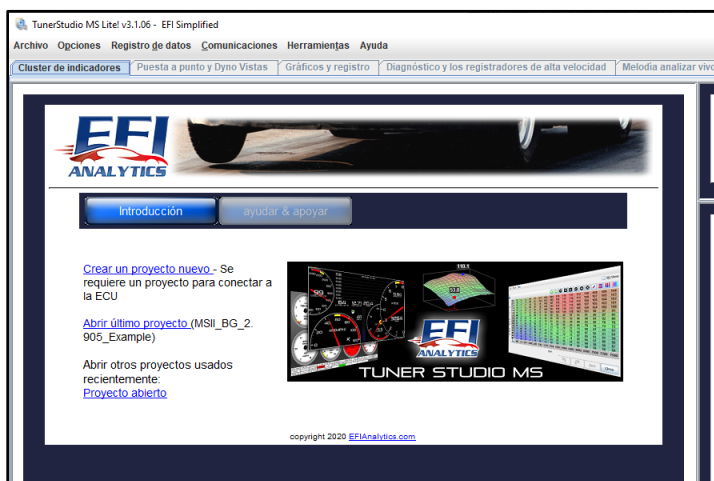 TunerStudio MS Lite! v3.1.06 - EFI Simplified
Archivo Opciones Registro de datos Comunicaciones Herramientas Ayuda
Cluster de indicadores Puesta a punto y Dyno Vistas Gráficos y registro Diagnóstico y los registradores de alta velocidad Melodía analizar vivo
EFI
ANALYTICS
Introducción ayudar & apoyar
Crear un proyecto nuevo - Se
requiere un proyecto para conectar a
la ECU
Abrir último proyecto (MSII_BG_2.
905_Example)
Abrir otros proyectos usados
recientemente:
Proyecto abierto
110.1
EFI
ANALYTICS
TUNER STUDIO MS
copyright 2020 EFIAnalytics.com